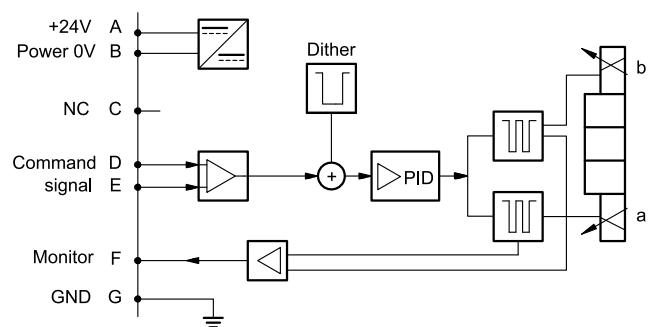 +24V A
Power 0V B
Dither
b
NC C
Command D
signal E
+
PID
a
Monitor F
GND G